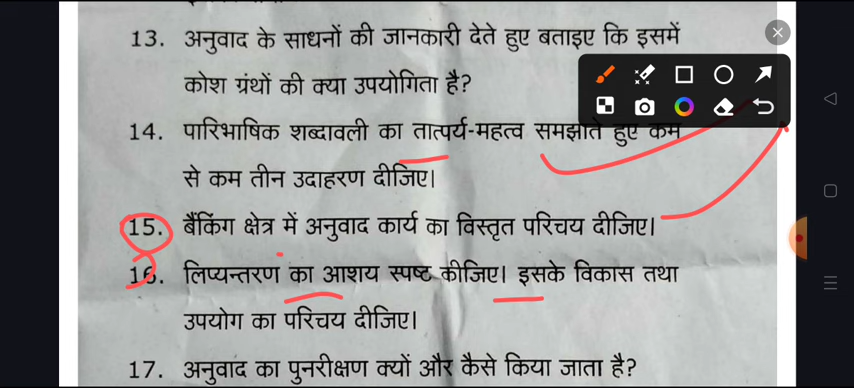 13. अनुवाद के साधनों की जानकारी देते हुए बताइए कि इसमें
कोश ग्रंथों की क्या उपयोगिता है?
14. पारिभाषिक शब्दावली का तात्पर्य-महत्व समझाते हुए कम
से कम तीन उदाहरण दीजिए।
15. बैंकिंग क्षेत्र में अनुवाद कार्य का विस्तृत परिचय दीजिए।
16. लिप्यन्तरण का आशय स्पष्ट कीजिए। इसके विकास तथा
उपयोग का परिचय दीजिए।
17. अनुवाद का पुनरीक्षण क्यों और कैसे किया जाता है?